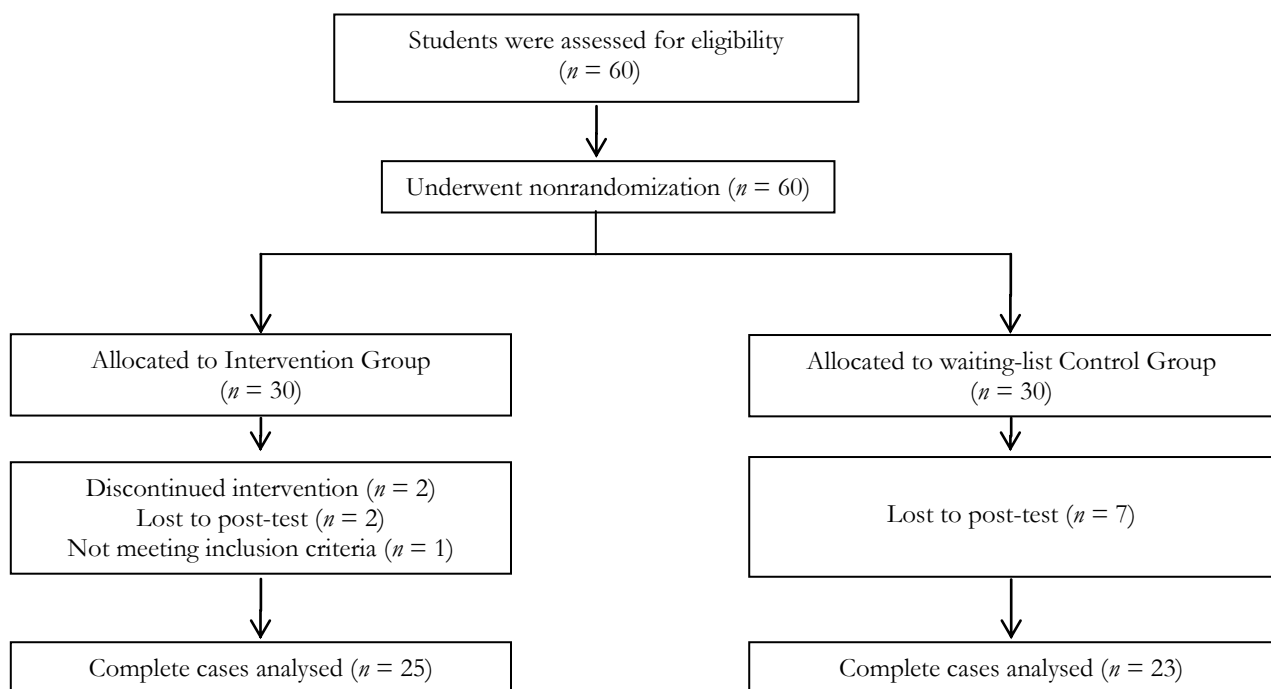 Students were assessed for eligibility
(n = 60)
Underwent nonrandomization (n = 60)
Allocated to Intervention Group
(n = 30)
Allocated to waiting-list Control Group
(n = 30)
Discontinued intervention (n = 2)
Lost to post-test (n = 2)
Not meeting inclusion criteria (n = 1)
Lost to post-test (n = 7)
Complete cases analysed (n = 25)
Complete cases analysed (n = 23)